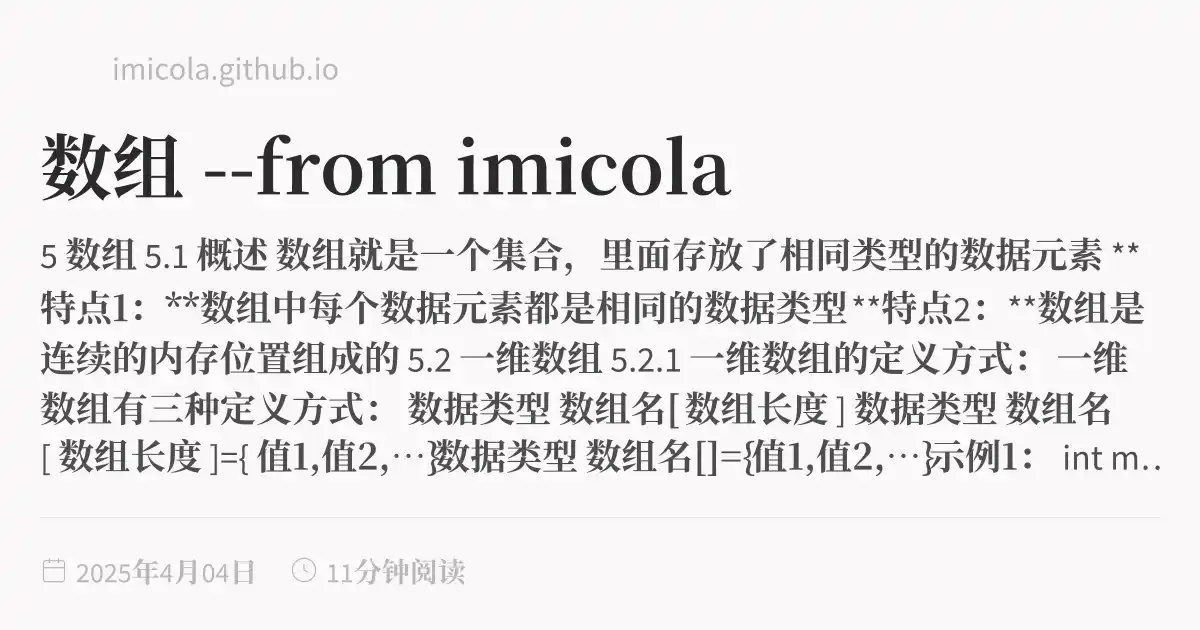 imicola.github.io
数组 --from imicola
5 数组 5.1 概述 数组就是一个集合，里面存放了相同类型的数据元素 **
特点1：**数组中每个数据元素都是相同的数据类型**特点2：**数组是
连续的内存位置组成的 5.2 一维数组 5.2.1 一维数组的定义方式： 一维
数组有三种定义方式： 数据类型 数组名[ 数组长度 ] 数据类型 数组名
[ 数组长度 ]={ 值1,值2,…}数据类型 数组名[]={值1,值2,…}示例1： int m…
2025年4月04日 11分钟阅读